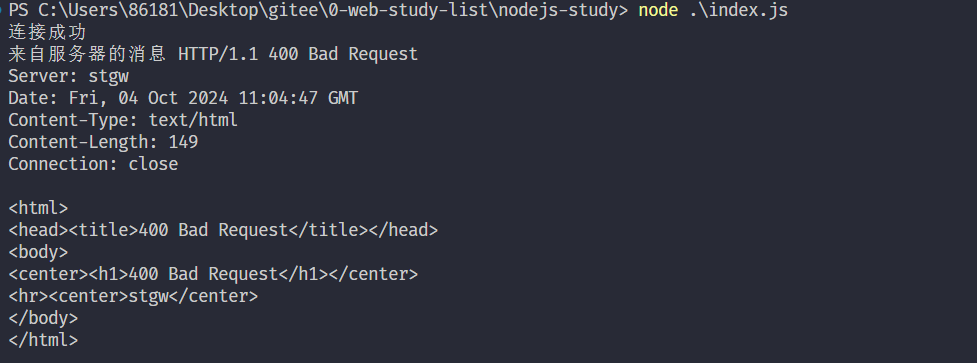 PS C:\Users\86181\Desktop\gitee\0-web-study-list\nodejs-study> node .\index.js
连接成功
来自服务器的消息 HTTP/1.1 400 Bad Request
Server: stgw
Date: Fri, 04 Oct 2024 11:04:47 GMT
Content-Type: text/html
Content-Length: 149
Connection: close

<html>
<head><title>400 Bad Request</title></head>
<body>
<center><h1>400 Bad Request</h1></center>
<hr><center>stgw</center>
</body>
</html>